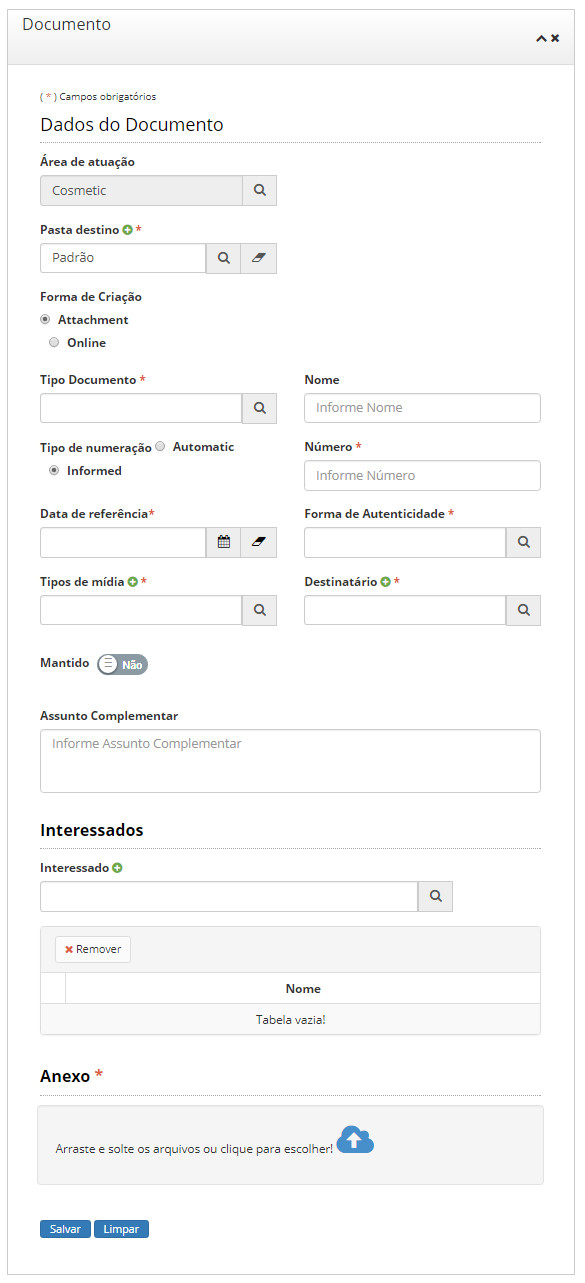 Documento
( * ) Campos obrigatórios
Dados do Documento
Área de atuação
Cosmetic
Pasta destino *
Padrão
Forma de Criação
Attachment
Online
Tipo Documento * Nome
Informe Nome
Tipo de numeração Automatic Número *
Informed Informe Número
Data de referência* Forma de Autenticidade *
Tipos de mídia * Destinatário *
Mantido Não
Assunto Complementar
Informe Assunto Complementar
Interessados
Interessado
Remover
Nome
Tabela vazia!
Anexo *
Arraste e solte os arquivos ou clique para escolher!
Salvar Limpar